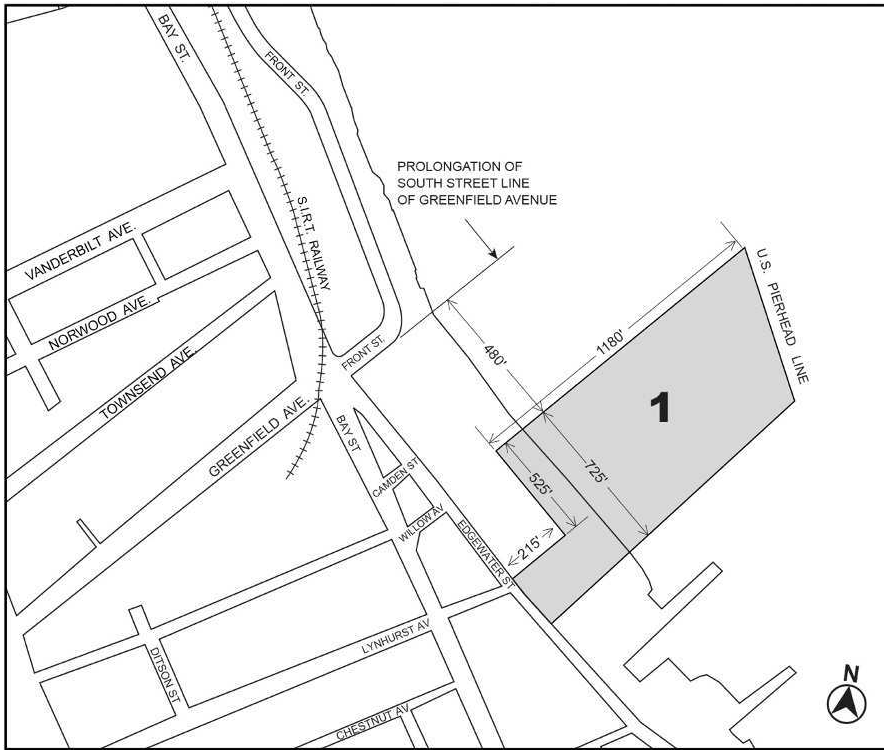 BAY ST.
FRONT ST.
PROLONGATION OF
SOUTH STREET LINE
OF GREENFIELD AVENUE
S.I.R.T. RAILWAY
VANDERBILT AVE.
U.S. PIERHEAD LINE
NORWOOD AVE.
1180'
480'
FRONT ST.
TOWNSEND AVE.
1
GREENFIELD AVE.
BAY ST
CAMDEN ST
525'
725'
WILLOW AV
EDGEWATER ST
215'
LYNHURST AV
DITSON ST
N
CHESTNUT AV